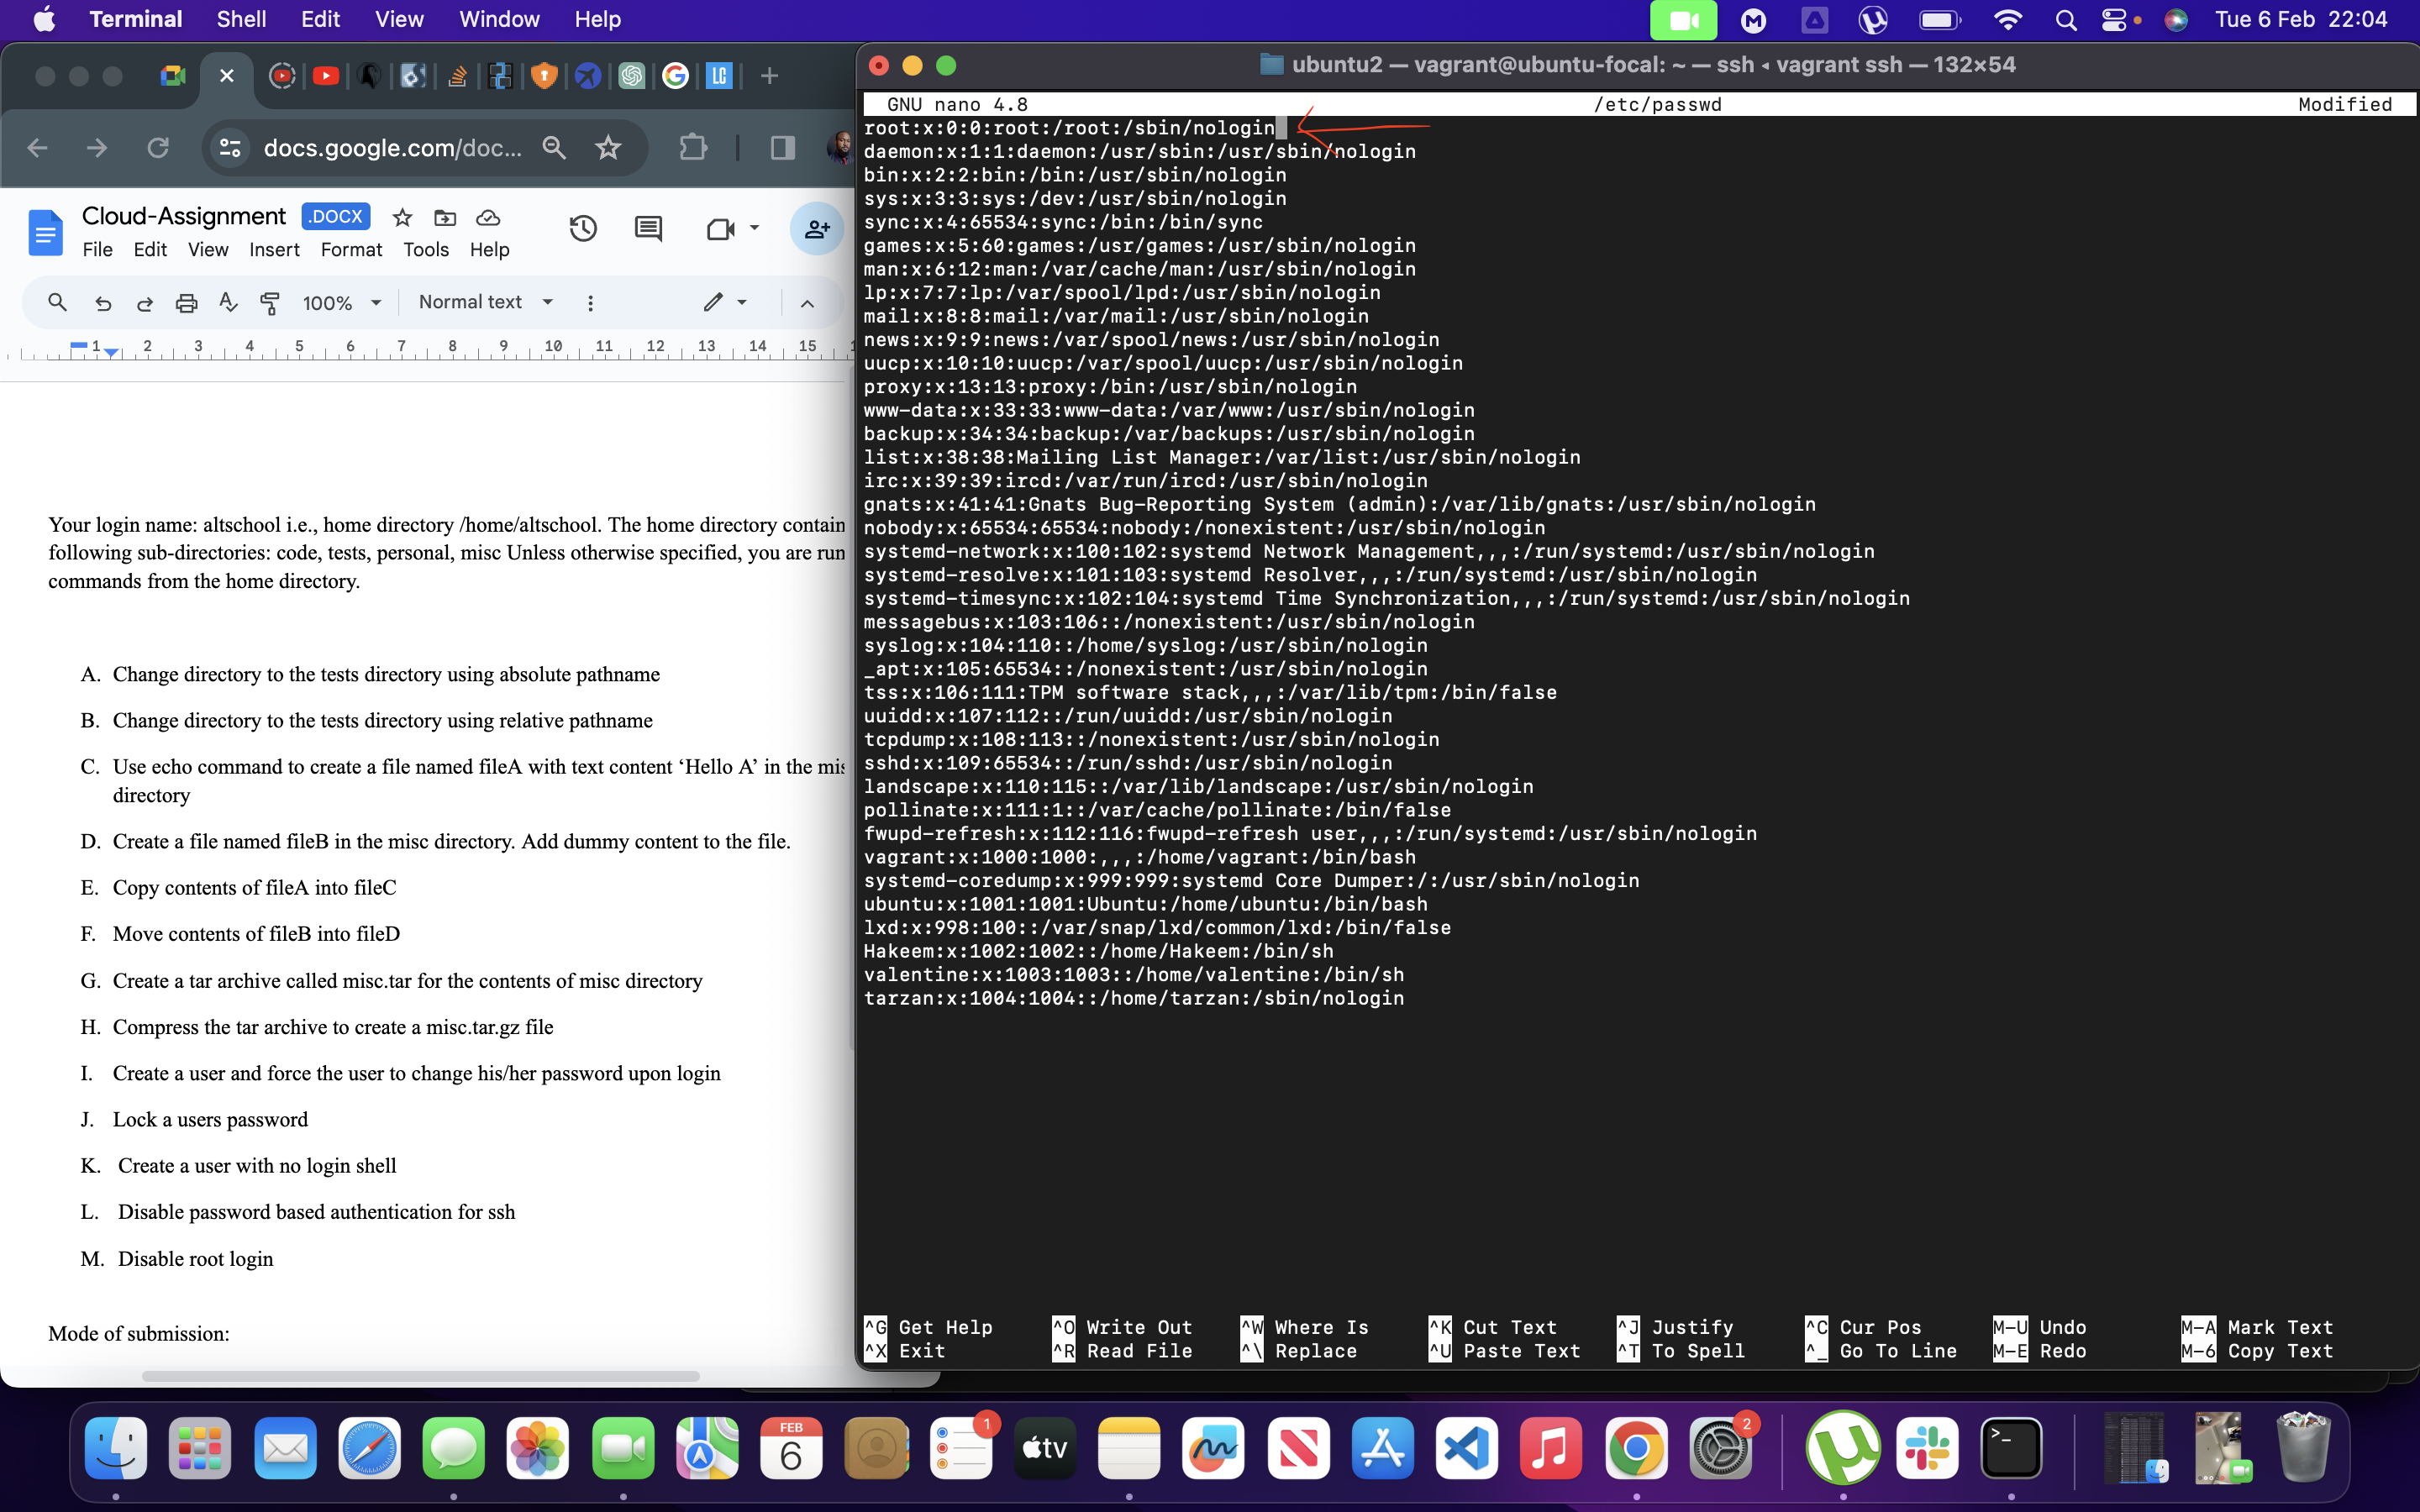 Terminal Shell Edit View Window Help Tue 6 Feb 22:04
docs.google.com/doc...
Cloud-Assignment .DOCX
File Edit View Insert Format Tools Help
100% Normal text
1 2 3 4 5 6 7 8 9 10 11 12 13 14 15
Your login name: altschool i.e., home directory /home/altschool. The home directory contain
following sub-directories: code, tests, personal, misc Unless otherwise specified, you are run
commands from the home directory.
A. Change directory to the tests directory using absolute pathname
B. Change directory to the tests directory using relative pathname
C. Use echo command to create a file named fileA with text content ‘Hello A’ in the mis
directory
D. Create a file named fileB in the misc directory. Add dummy content to the file.
E. Copy contents of fileA into fileC
F. Move contents of fileB into fileD
G. Create a tar archive called misc.tar for the contents of misc directory
H. Compress the tar archive to create a misc.tar.gz file
I. Create a user and force the user to change his/her password upon login
J. Lock a users password
K. Create a user with no login shell
L. Disable password based authentication for ssh
M. Disable root login
Mode of submission:
ubuntu2 — vagrant@ubuntu-focal: ~ — ssh ◂ vagrant ssh — 132×54
GNU nano 4.8 /etc/passwd Modified
root:x:0:0:root:/root:/sbin/nologin
daemon:x:1:1:daemon:/usr/sbin:/usr/sbin/nologin
bin:x:2:2:bin:/bin:/usr/sbin/nologin
sys:x:3:3:sys:/dev:/usr/sbin/nologin
sync:x:4:65534:sync:/bin:/bin/sync
games:x:5:60:games:/usr/games:/usr/sbin/nologin
man:x:6:12:man:/var/cache/man:/usr/sbin/nologin
lp:x:7:7:lp:/var/spool/lpd:/usr/sbin/nologin
mail:x:8:8:mail:/var/mail:/usr/sbin/nologin
news:x:9:9:news:/var/spool/news:/usr/sbin/nologin
uucp:x:10:10:uucp:/var/spool/uucp:/usr/sbin/nologin
proxy:x:13:13:proxy:/bin:/usr/sbin/nologin
www-data:x:33:33:www-data:/var/www:/usr/sbin/nologin
backup:x:34:34:backup:/var/backups:/usr/sbin/nologin
list:x:38:38:Mailing List Manager:/var/list:/usr/sbin/nologin
irc:x:39:39:ircd:/var/run/ircd:/usr/sbin/nologin
gnats:x:41:41:Gnats Bug-Reporting System (admin):/var/lib/gnats:/usr/sbin/nologin
nobody:x:65534:65534:nobody:/nonexistent:/usr/sbin/nologin
systemd-network:x:100:102:systemd Network Management,,,:/run/systemd:/usr/sbin/nologin
systemd-resolve:x:101:103:systemd Resolver,,,:/run/systemd:/usr/sbin/nologin
systemd-timesync:x:102:104:systemd Time Synchronization,,,:/run/systemd:/usr/sbin/nologin
messagebus:x:103:106::/nonexistent:/usr/sbin/nologin
syslog:x:104:110::/home/syslog:/usr/sbin/nologin
_apt:x:105:65534::/nonexistent:/usr/sbin/nologin
tss:x:106:111:TPM software stack,,,:/var/lib/tpm:/bin/false
uuidd:x:107:112::/run/uuidd:/usr/sbin/nologin
tcpdump:x:108:113::/nonexistent:/usr/sbin/nologin
sshd:x:109:65534::/run/sshd:/usr/sbin/nologin
landscape:x:110:115::/var/lib/landscape:/usr/sbin/nologin
pollinate:x:111:1::/var/cache/pollinate:/bin/false
fwupd-refresh:x:112:116:fwupd-refresh user,,,:/run/systemd:/usr/sbin/nologin
vagrant:x:1000:1000:,,,:/home/vagrant:/bin/bash
systemd-coredump:x:999:999:systemd Core Dumper:/:/usr/sbin/nologin
ubuntu:x:1001:1001:Ubuntu:/home/ubuntu:/bin/bash
lxd:x:998:100::/var/snap/lxd/common/lxd:/bin/false
Hakeem:x:1002:1002::/home/Hakeem:/bin/sh
valentine:x:1003:1003::/home/valentine:/bin/sh
tarzan:x:1004:1004::/home/tarzan:/sbin/nologin
^G Get Help ^O Write Out ^W Where Is ^K Cut Text ^J Justify ^C Cur Pos M-U Undo M-A Mark Text
^X Exit ^R Read File ^\ Replace ^U Paste Text ^T To Spell ^_ Go To Line M-E Redo M-6 Copy Text
FEB
6
1
tv
2